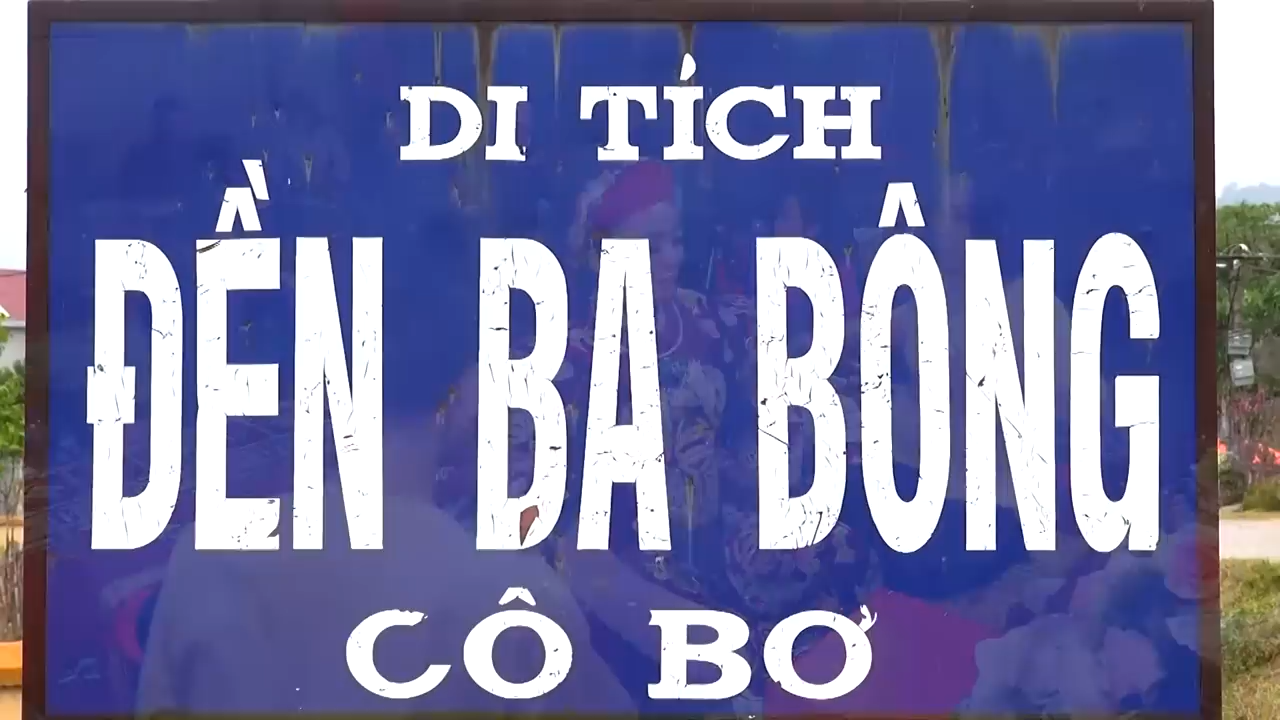 DI TÍCH
ĐỀN BA BÔNG
CÔ BƠ